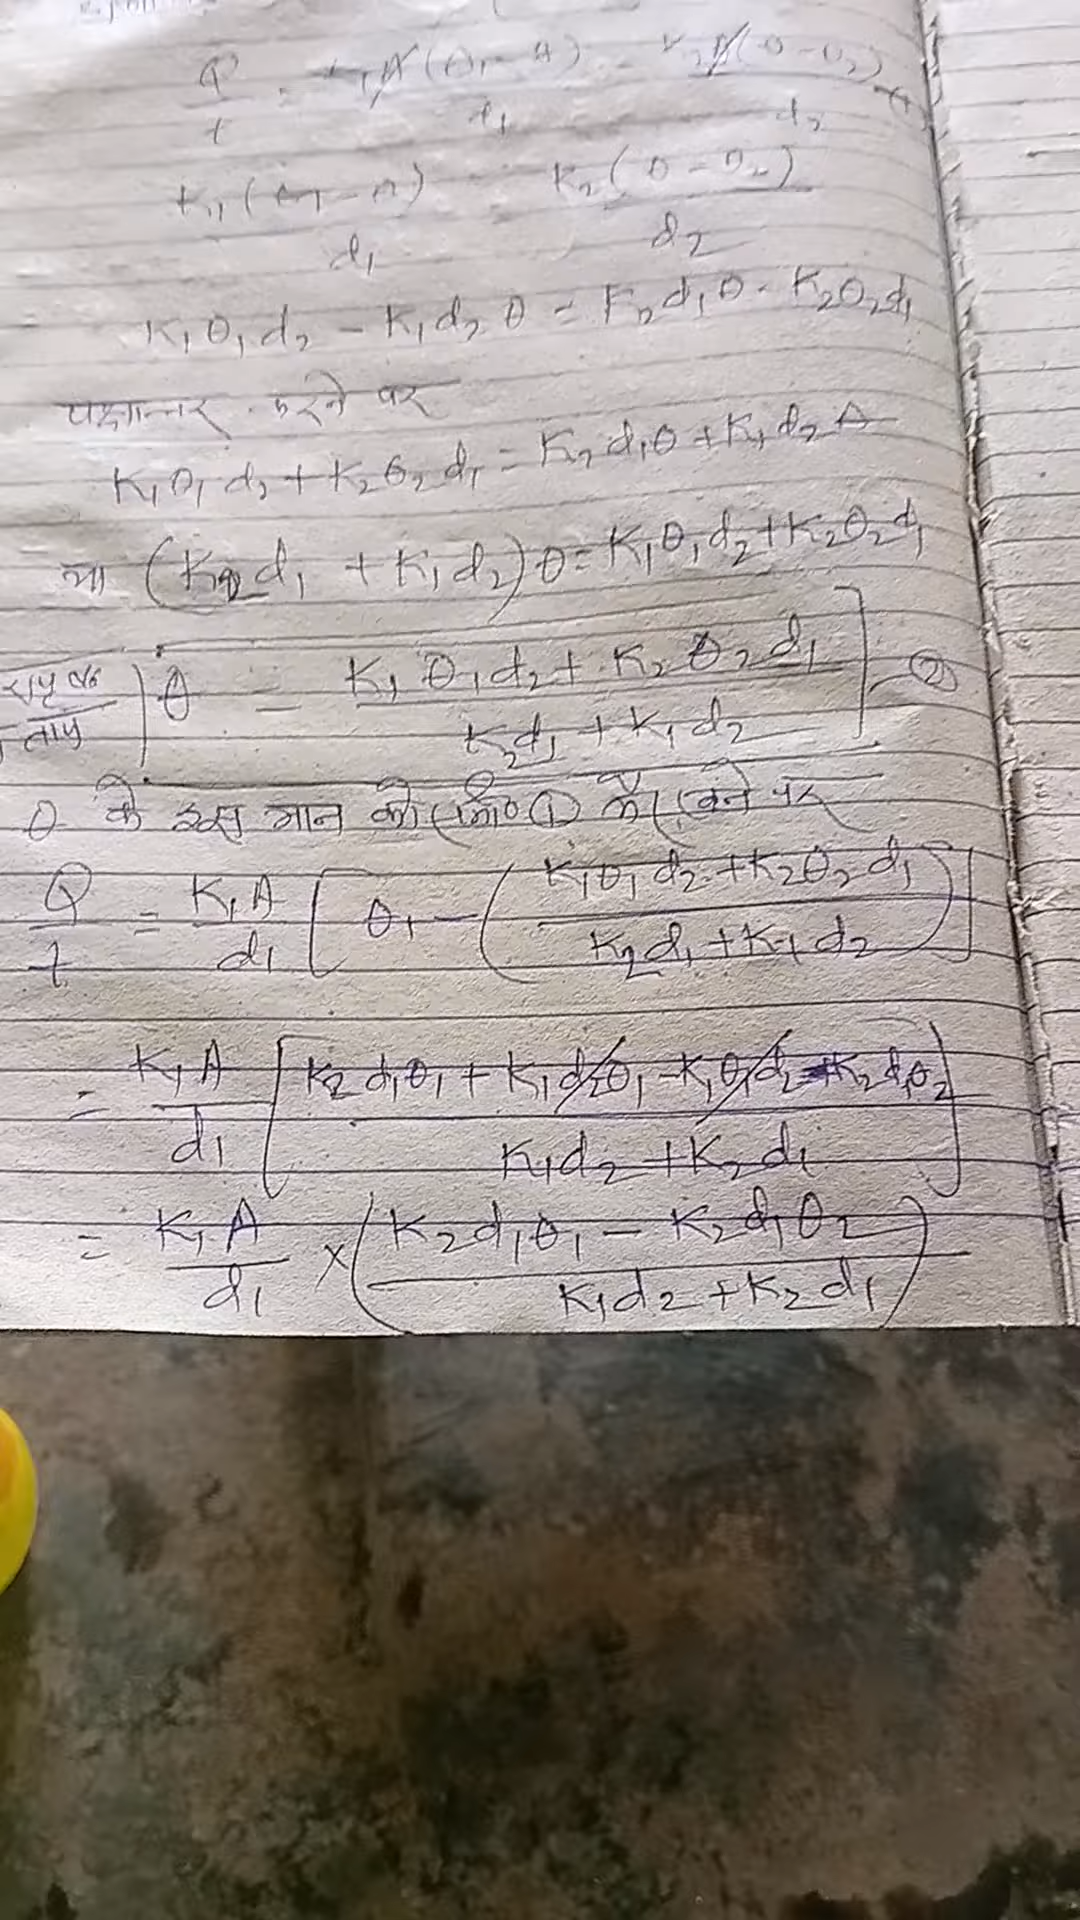 Q/t = K₁A(θ₁ - θ)/d₁ = K₂A(θ - θ₂)/d₂
K₁(θ₁ - θ)/d₁ = K₂(θ - θ₂)/d₂
K₁θ₁d₂ - K₁d₂θ = K₂d₁θ - K₂θ₂d₁
पक्षान्तर करने पर
K₁θ₁d₂ + K₂θ₂d₁ = K₂d₁θ + K₁d₂θ
या (K₂d₁ + K₁d₂)θ = K₁θ₁d₂ + K₂θ₂d₁
ताप θ = (K₁θ₁d₂ + K₂θ₂d₁)/(K₂d₁ + K₁d₂) — ②
θ के इस मान को समी० ① में रखने पर
Q/t = K₁A/d₁ [θ₁ - ((K₁θ₁d₂ + K₂θ₂d₁)/(K₂d₁ + K₁d₂))]
= K₁A/d₁ [(K₂d₁θ₁ + K₁d₂θ₁ - K₁θ₁d₂ - K₂d₁θ₂)/(K₁d₂ + K₂d₁)]
= K₁A/d₁ × ((K₂d₁θ₁ - K₂d₁θ₂)/(K₁d₂ + K₂d₁))